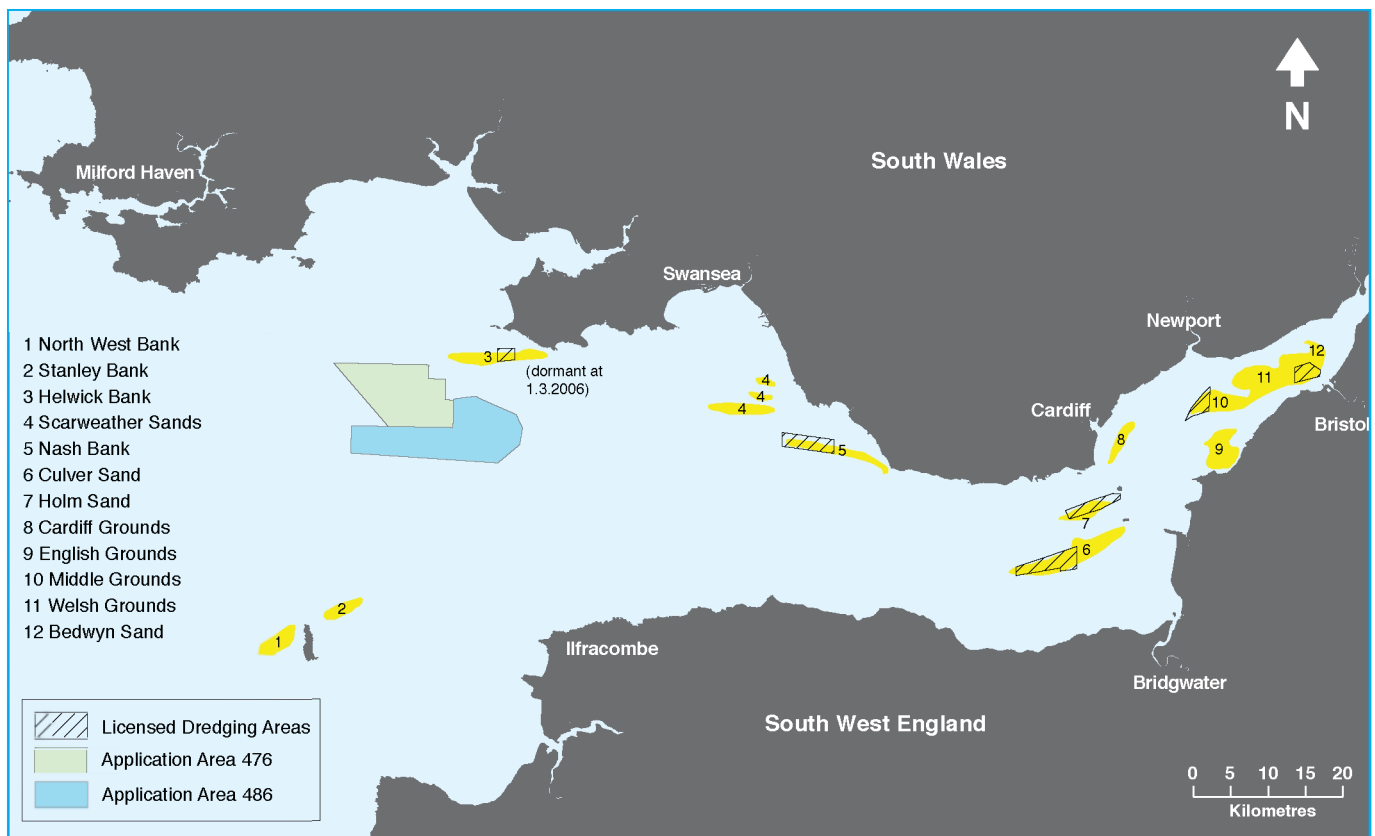 N
South Wales
Milford Haven
Swansea
Newport
Cardiff
Bristol
Ilfracombe
Bridgwater
South West England
1 North West Bank
2 Stanley Bank
3 Helwick Bank
4 Scarweather Sands
5 Nash Bank
6 Culver Sand
7 Holm Sand
8 Cardiff Grounds
9 English Grounds
10 Middle Grounds
11 Welsh Grounds
12 Bedwyn Sand
3
(dormant at
1.3.2006)
4
4
4
5
12
11
10
8
9
7
6
2
1
Licensed Dredging Areas
Application Area 476
Application Area 486
0 5 10 15 20
Kilometres